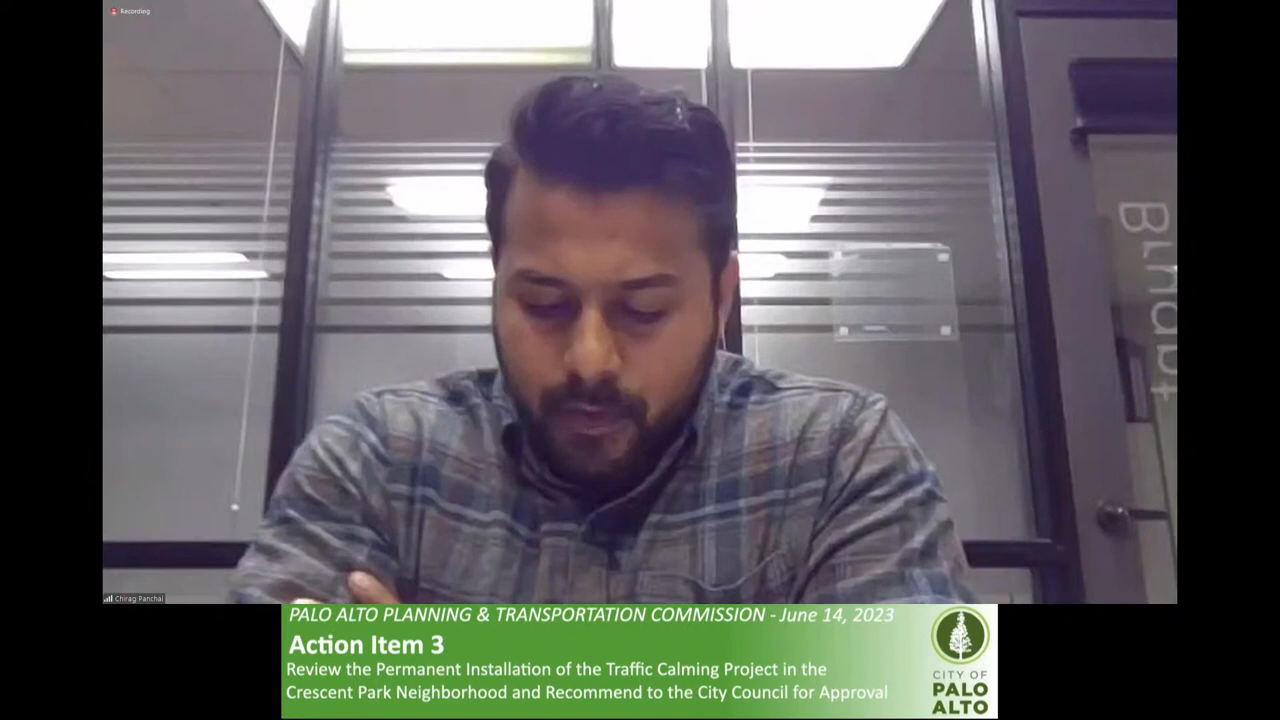 Recording
Bryant
Chirag Panchal
PALO ALTO PLANNING & TRANSPORTATION COMMISSION - June 14, 2023
Action Item 3
Review the Permanent Installation of the Traffic Calming Project in the
Crescent Park Neighborhood and Recommend to the City Council for Approval
CITY OF
PALO
ALTO